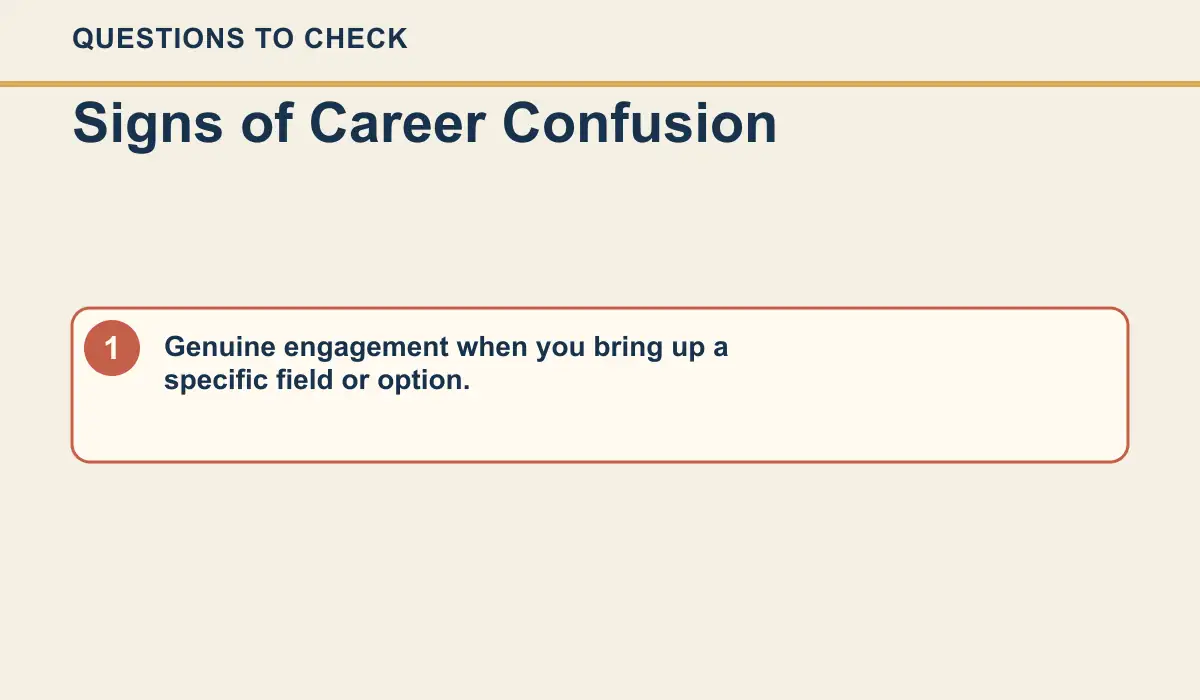 QUESTIONS TO CHECK
Signs of Career Confusion
1
Genuine engagement when you bring up a
specific field or option.